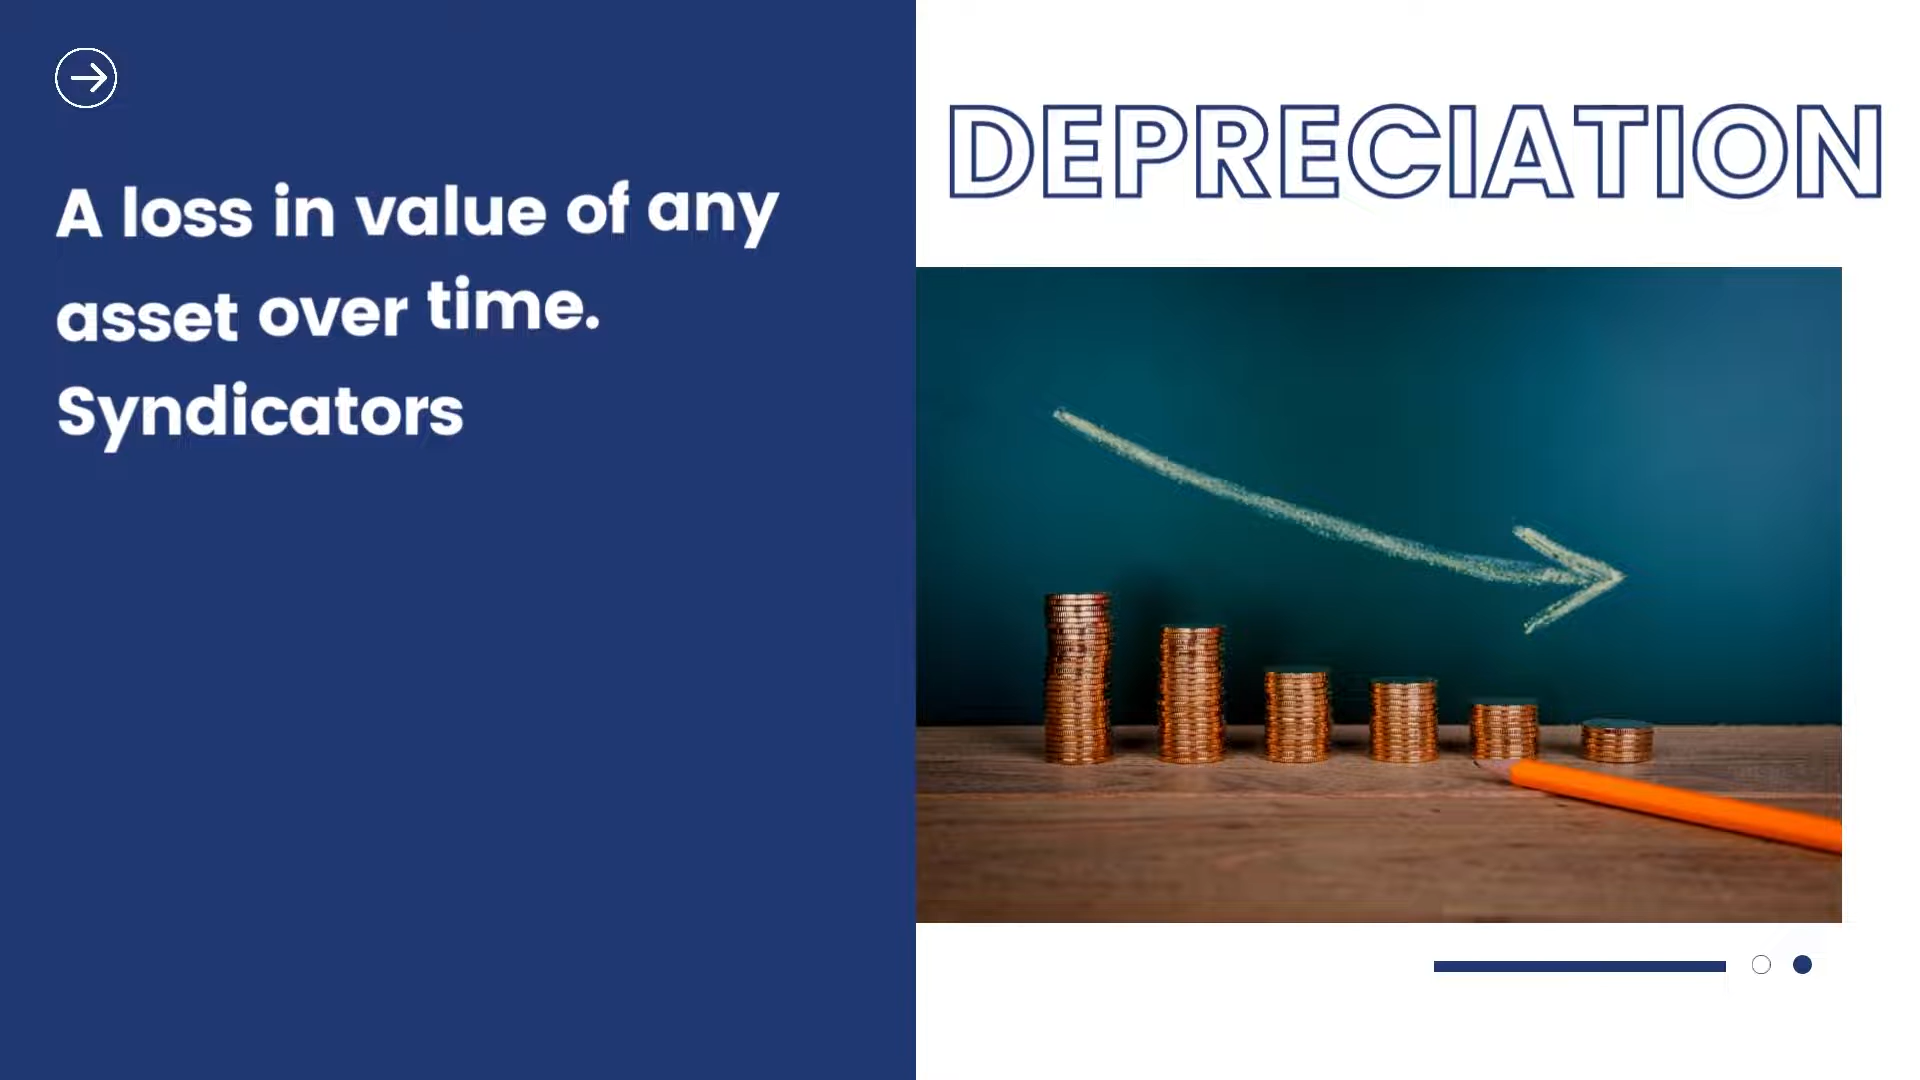 A loss in value of any
asset over time.
Syndicators
DEPRECIATION